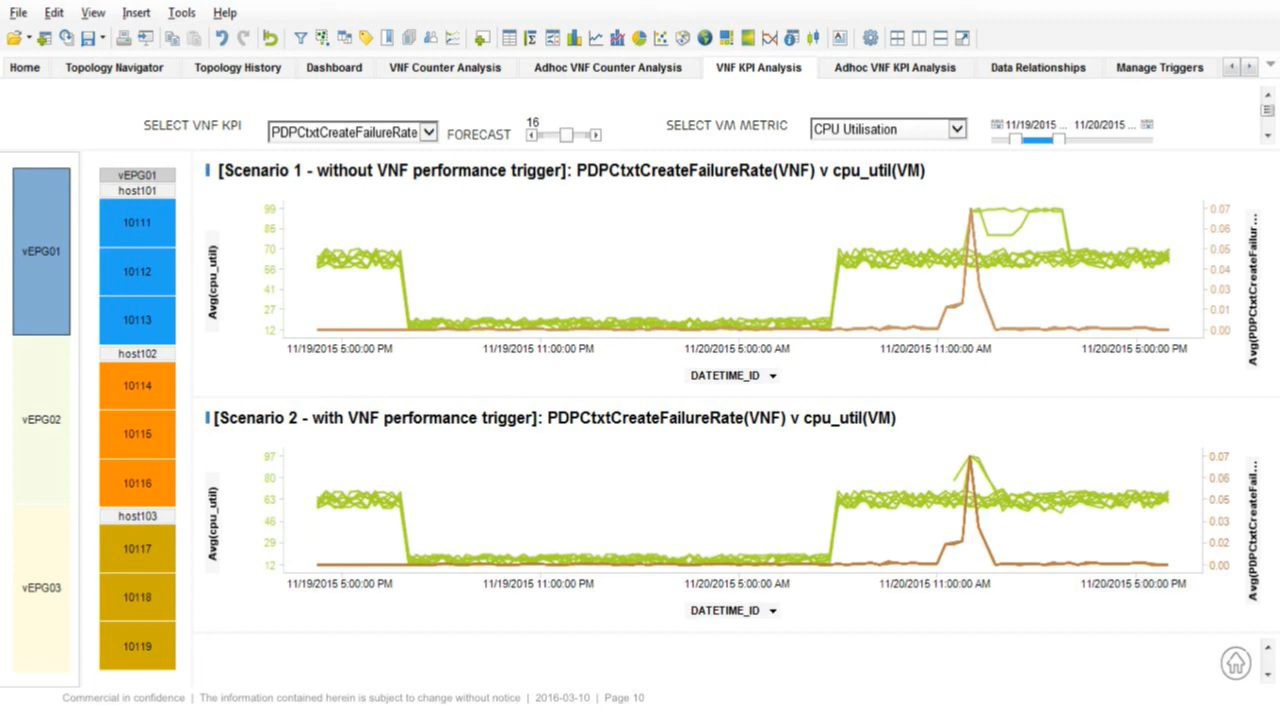 File Edit View Insert Tools Help
Home Topology Navigator Topology History Dashboard VNF Counter Analysis Adhoc VNF Counter Analysis VNF KPI Analysis Adhoc VNF KPI Analysis Data Relationships Manage Triggers
SELECT VNF KPI PDPCtxtCreateFailureRate FORECAST 16 SELECT VM METRIC CPU Utilisation 11/19/2015 ... 11/20/2015 ...
vEPG01
vEPG02
vEPG03
vEPG01
host101
10111
10112
10113
host102
10114
10115
10116
host103
10117
10118
10119
[Scenario 1 - without VNF performance trigger]: PDPCtxtCreateFailureRate(VNF) v cpu_util(VM)
Avg(cpu_util)
99
85
70
56
41
27
12
0.07
0.06
0.05
0.04
0.03
0.01
0.00
Avg(PDPCtxtCreateFailur...
11/19/2015 5:00:00 PM 11/19/2015 11:00:00 PM 11/20/2015 5:00:00 AM 11/20/2015 11:00:00 AM 11/20/2015 5:00:00 PM
DATETIME_ID
[Scenario 2 - with VNF performance trigger]: PDPCtxtCreateFailureRate(VNF) v cpu_util(VM)
Avg(cpu_util)
97
80
63
46
29
12
0.07
0.06
0.05
0.03
0.02
0.00
Avg(PDPCtxtCreateFail...
11/19/2015 5:00:00 PM 11/19/2015 11:00:00 PM 11/20/2015 5:00:00 AM 11/20/2015 11:00:00 AM 11/20/2015 5:00:00 PM
DATETIME_ID
Commercial in confidence | The information contained herein is subject to change without notice | 2016-03-10 | Page 10